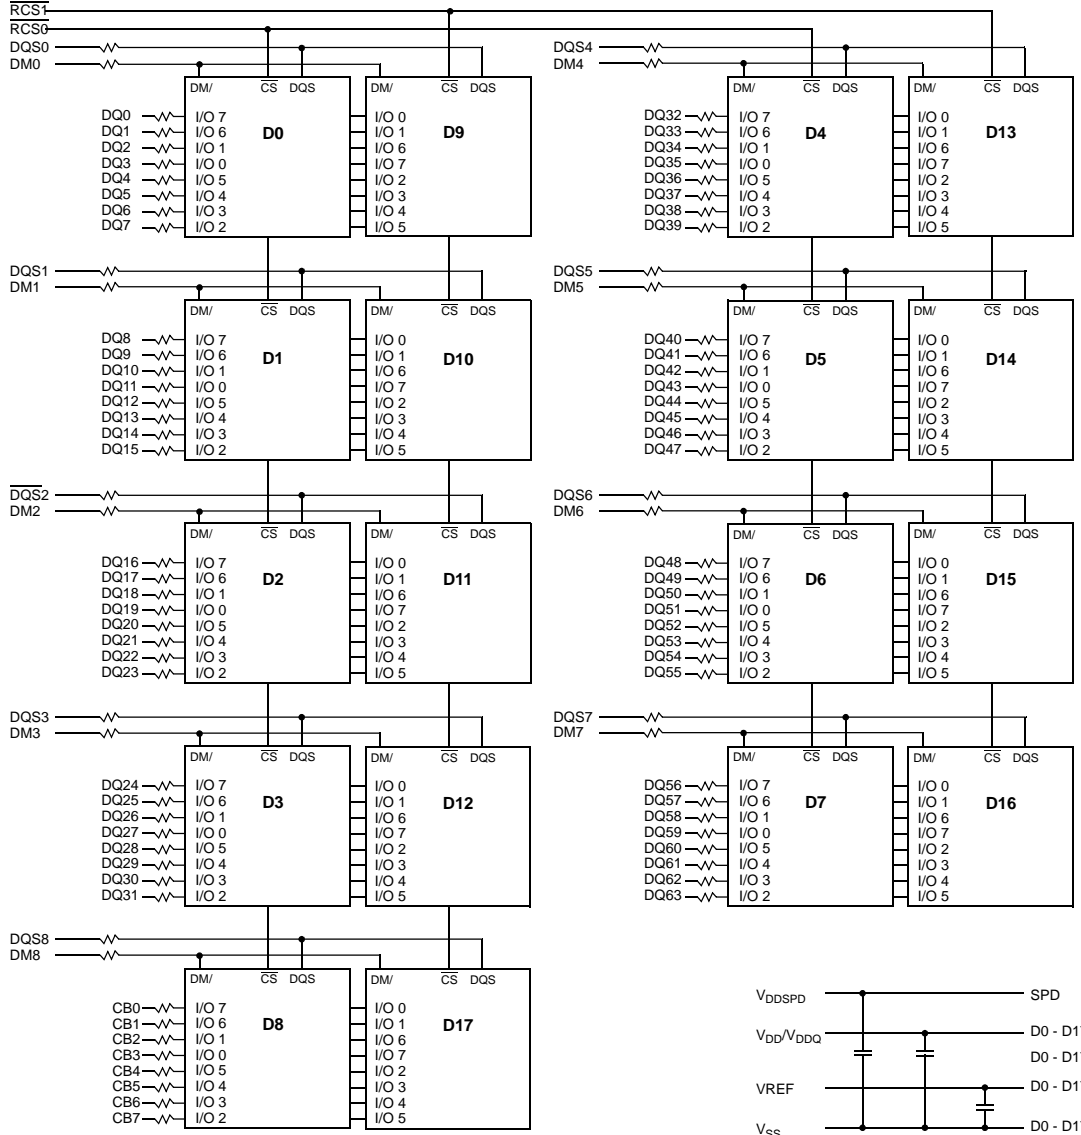 RCS1
RCS0
DQS0
DM0
DM/ CS DQS DM/ CS DQS
D0 D9
DQ0 I/O 7 I/O 0
DQ1 I/O 6 I/O 1
DQ2 I/O 1 I/O 6
DQ3 I/O 0 I/O 7
DQ4 I/O 5 I/O 2
DQ5 I/O 4 I/O 3
DQ6 I/O 3 I/O 4
DQ7 I/O 2 I/O 5
DQS1
DM1
DM/ CS DQS DM/ CS DQS
D1 D10
DQ8 I/O 7 I/O 0
DQ9 I/O 6 I/O 1
DQ10 I/O 1 I/O 6
DQ11 I/O 0 I/O 7
DQ12 I/O 5 I/O 2
DQ13 I/O 4 I/O 3
DQ14 I/O 3 I/O 4
DQ15 I/O 2 I/O 5
DQS2
DM2
DM/ CS DQS DM/ CS DQS
D2 D11
DQ16 I/O 7 I/O 0
DQ17 I/O 6 I/O 1
DQ18 I/O 1 I/O 6
DQ19 I/O 0 I/O 7
DQ20 I/O 5 I/O 2
DQ21 I/O 4 I/O 3
DQ22 I/O 3 I/O 4
DQ23 I/O 2 I/O 5
DQS3
DM3
DM/ CS DQS DM/ CS DQS
D3 D12
DQ24 I/O 7 I/O 0
DQ25 I/O 6 I/O 1
DQ26 I/O 1 I/O 6
DQ27 I/O 0 I/O 7
DQ28 I/O 5 I/O 2
DQ29 I/O 4 I/O 3
DQ30 I/O 3 I/O 4
DQ31 I/O 2 I/O 5
DQS8
DM8
DM/ CS DQS DM/ CS DQS
D8 D17
CB0 I/O 7 I/O 0
CB1 I/O 6 I/O 1
CB2 I/O 1 I/O 6
CB3 I/O 0 I/O 7
CB4 I/O 5 I/O 2
CB5 I/O 4 I/O 3
CB6 I/O 3 I/O 4
CB7 I/O 2 I/O 5
DQS4
DM4
DM/ CS DQS DM/ CS DQS
D4 D13
DQ32 I/O 7 I/O 0
DQ33 I/O 6 I/O 1
DQ34 I/O 1 I/O 6
DQ35 I/O 0 I/O 7
DQ36 I/O 5 I/O 2
DQ37 I/O 4 I/O 3
DQ38 I/O 3 I/O 4
DQ39 I/O 2 I/O 5
DQS5
DM5
DM/ CS DQS DM/ CS DQS
D5 D14
DQ40 I/O 7 I/O 0
DQ41 I/O 6 I/O 1
DQ42 I/O 1 I/O 6
DQ43 I/O 0 I/O 7
DQ44 I/O 5 I/O 2
DQ45 I/O 4 I/O 3
DQ46 I/O 3 I/O 4
DQ47 I/O 2 I/O 5
DQS6
DM6
DM/ CS DQS DM/ CS DQS
D6 D15
DQ48 I/O 7 I/O 0
DQ49 I/O 6 I/O 1
DQ50 I/O 1 I/O 6
DQ51 I/O 0 I/O 7
DQ52 I/O 5 I/O 2
DQ53 I/O 4 I/O 3
DQ54 I/O 3 I/O 4
DQ55 I/O 2 I/O 5
DQS7
DM7
DM/ CS DQS DM/ CS DQS
D7 D16
DQ56 I/O 7 I/O 0
DQ57 I/O 6 I/O 1
DQ58 I/O 1 I/O 6
DQ59 I/O 0 I/O 7
DQ60 I/O 5 I/O 2
DQ61 I/O 4 I/O 3
DQ62 I/O 3 I/O 4
DQ63 I/O 2 I/O 5
VDDSPD SPD
VDD/VDDQ D0 -
D0 -
VREF D0 -
VSS D0 -